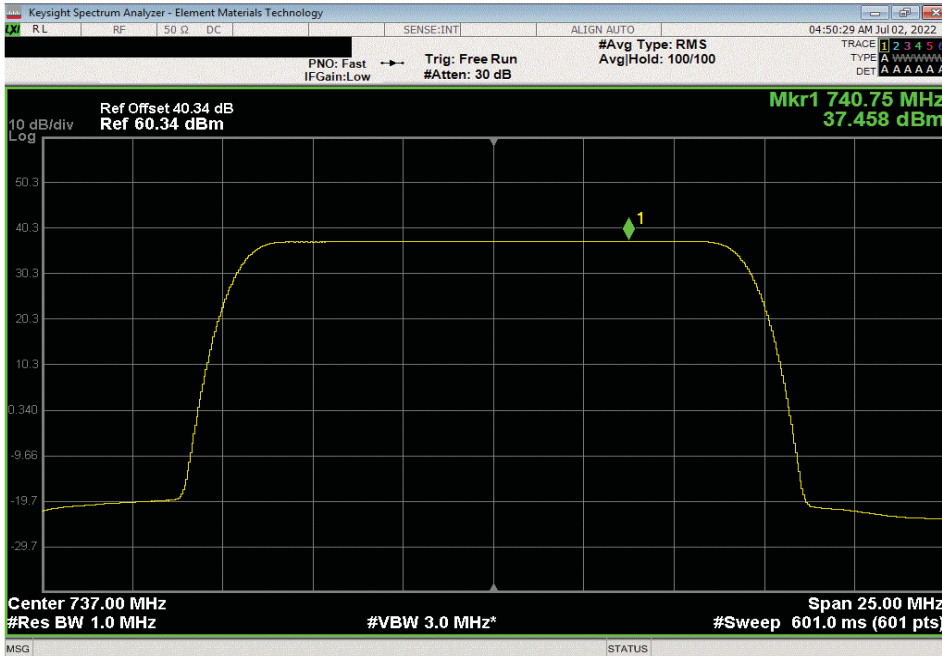 Keysight Spectrum Analyzer - Element Materials Technology
LXI RL RF 50 Ω DC SENSE:INT ALIGN AUTO 04:50:29 AM Jul 02, 2022
#Avg Type: RMS TRACE 1 2 3 4 5 6
PNO: Fast Trig: Free Run Avg|Hold: 100/100 TYPE A WWWWW
IFGain:Low #Atten: 30 dB DET A A A A A A
Mkr1 740.75 MHz
Ref Offset 40.34 dB
10 dB/div Ref 60.34 dBm 37.458 dBm
Log
50.3
1
40.3
30.3
20.3
10.3
0.340
-9.66
-19.7
-29.7
Center 737.00 MHz Span 25.00 MHz
#Res BW 1.0 MHz #VBW 3.0 MHz* #Sweep 601.0 ms (601 pts)
MSG STATUS